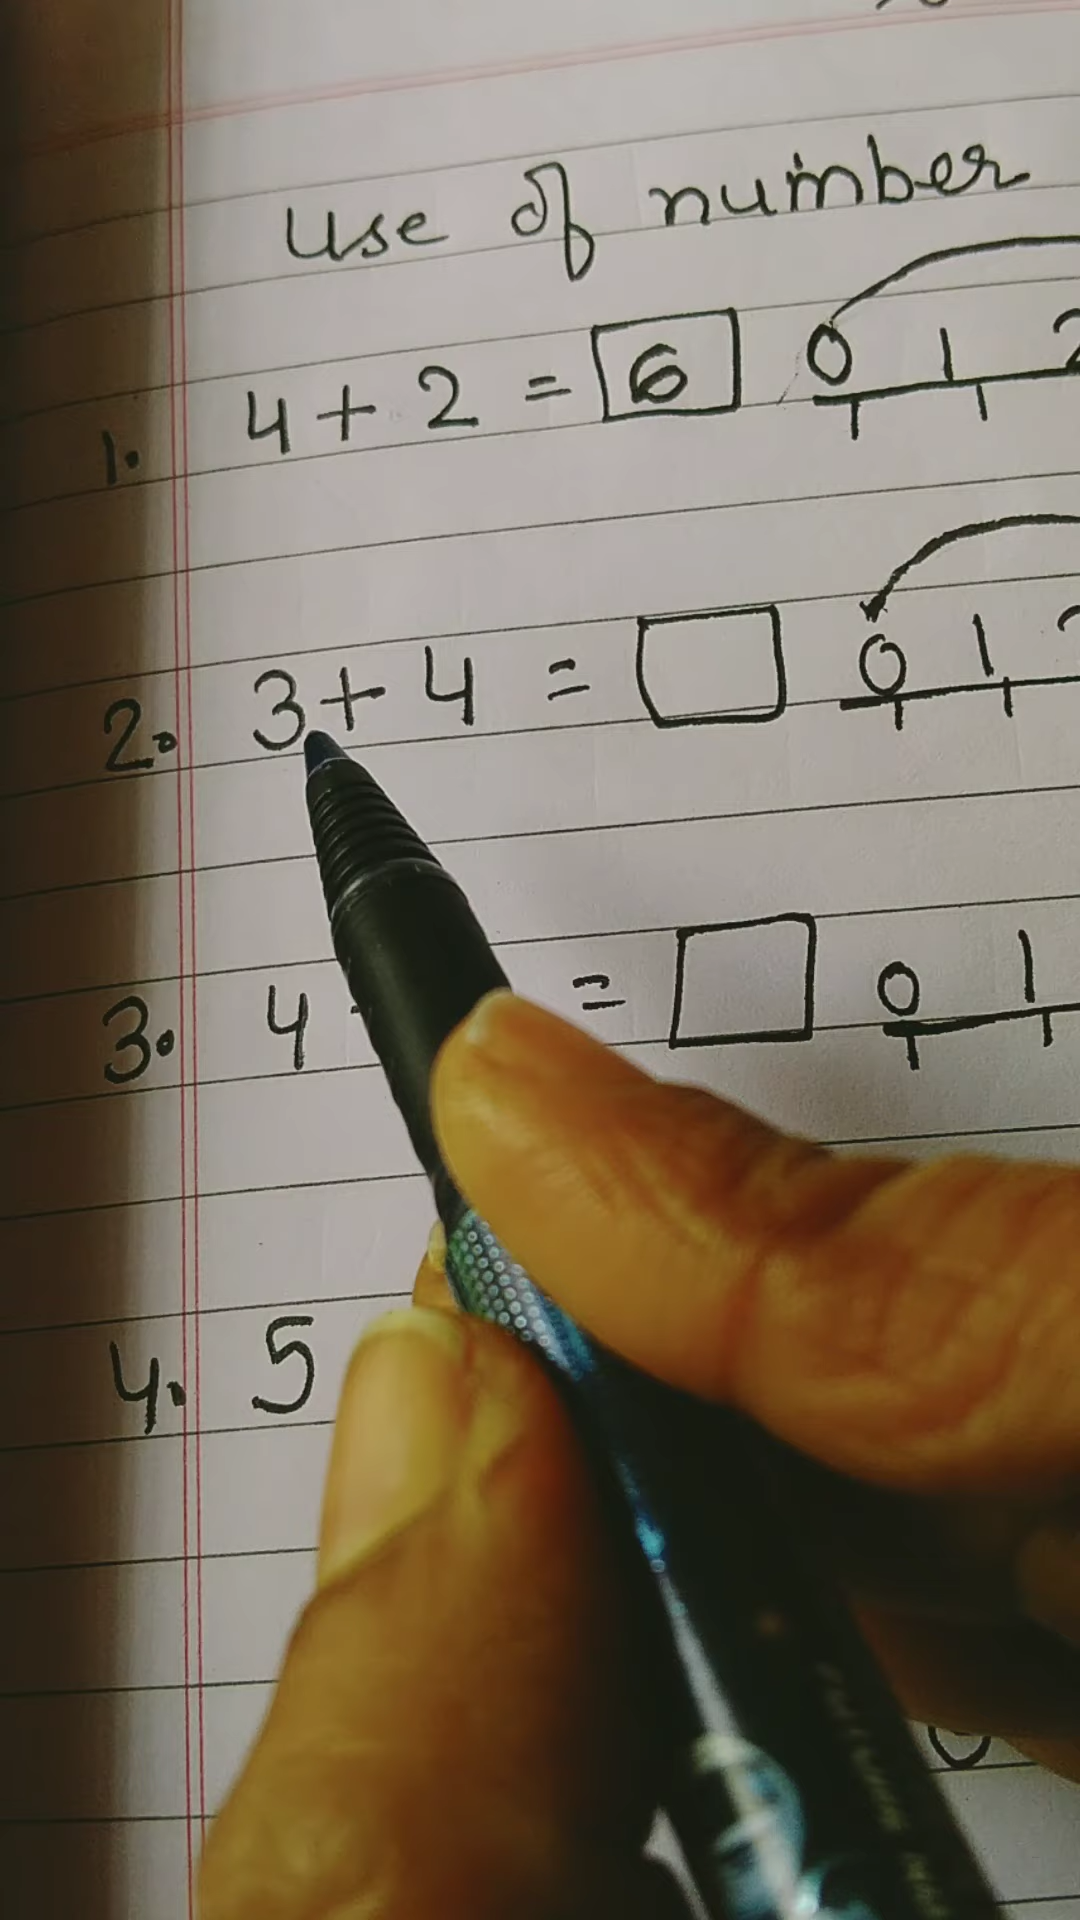 Use of number
1. 4 + 2 = 6 0 1 2
2. 3 + 4 = 0 1
3. 4 = 0 1
4. 5